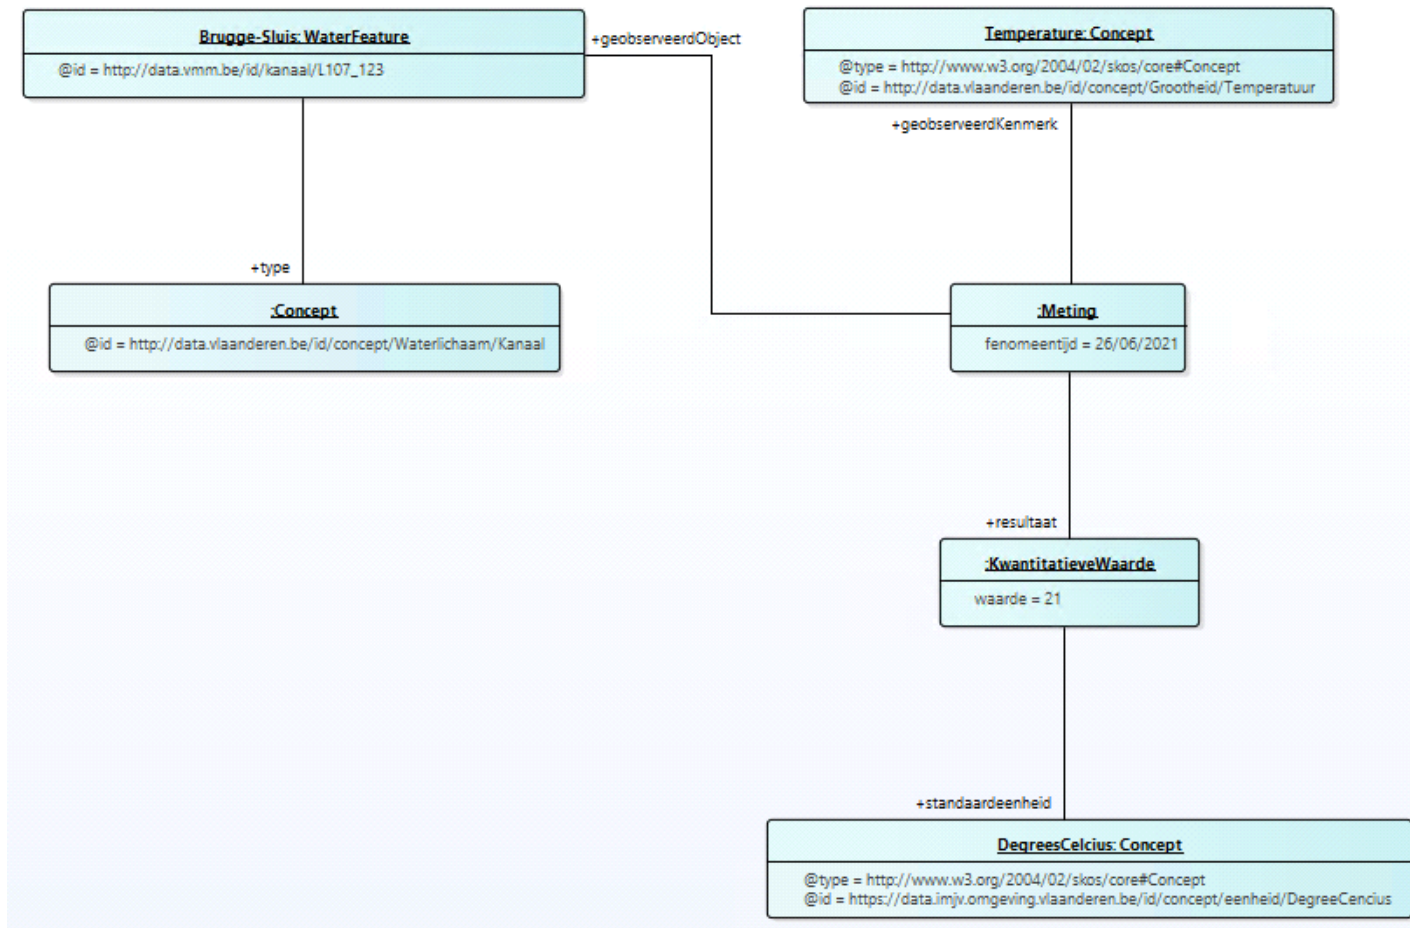 Brugge-Sluis: WaterFeature
@id = http://data.vmm.be/id/kanaal/L107_123
+geobserveerdObject
Temperature: Concept
@type = http://www.w3.org/2004/02/skos/core#Concept
@id = http://data.vlaanderen.be/id/concept/Grootheid/Temperatuur
+geobserveerdKenmerk
+type
:Concept
@id = http://data.vlaanderen.be/id/concept/Waterlichaam/Kanaal
:Meting
fenomeentijd = 26/06/2021
+resultaat
:KwantitatieveWaarde
waarde = 21
+standaardeenheid
DegreesCelcius: Concept
@type = http://www.w3.org/2004/02/skos/core#Concept
@id = https://data.imjv.omgeving.vlaanderen.be/id/concept/eenheid/DegreeCencius